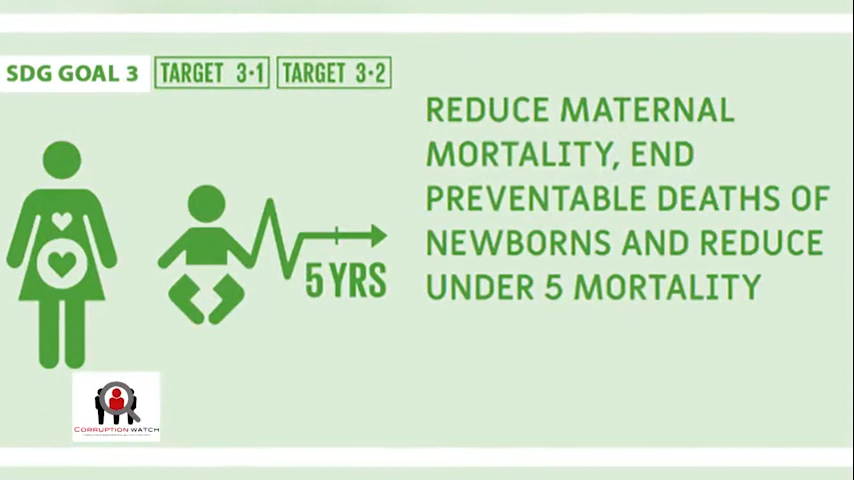 SDG GOAL 3
TARGET 3·1
TARGET 3·2
REDUCE MATERNAL
MORTALITY, END
PREVENTABLE DEATHS OF
NEWBORNS AND REDUCE
UNDER 5 MORTALITY
5 YRS
CORRUPTION WATCH